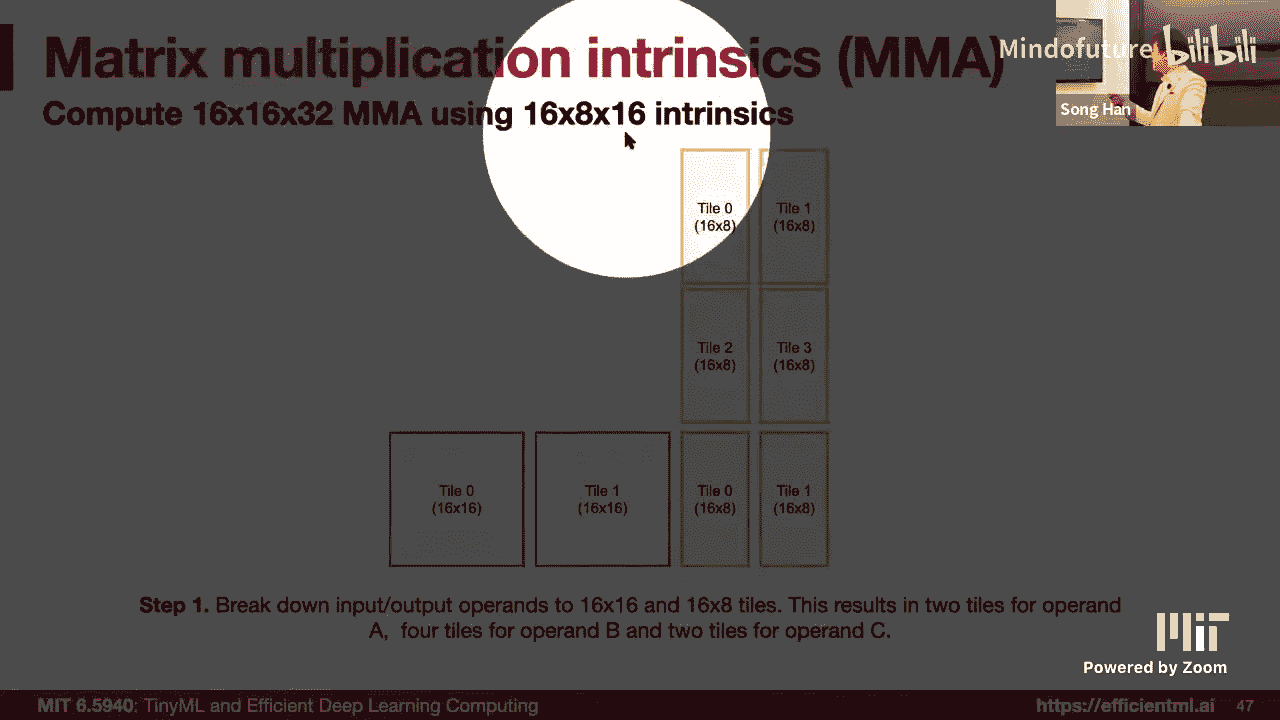 Matrix multiplication intrinsics (MMA)
Mindofuture
bilibili
Compute 16x16x32 MMA using 16x8x16 intrinsics
Song Han
Tile 0
(16x8)
Tile 1
(16x8)
Tile 2
(16x8)
Tile 3
(16x8)
Tile 0
(16x16)
Tile 1
(16x16)
Tile 0
(16x8)
Tile 1
(16x8)
Step 1. Break down input/output operands to 16x16 and 16x8 tiles. This results in two tiles for operand
A, four tiles for operand B and two tiles for operand C.
MIT
Powered by Zoom
MIT 6.5940: TinyML and Efficient Deep Learning Computing
https://efficientml.ai
47